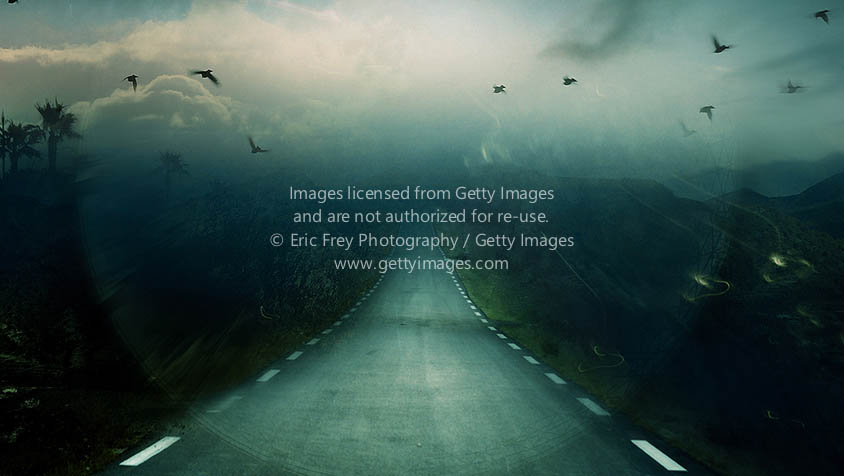 Images licensed from Getty Images
and are not authorized for re-use.
© Eric Frey Photography / Getty Images
www.gettyimages.com